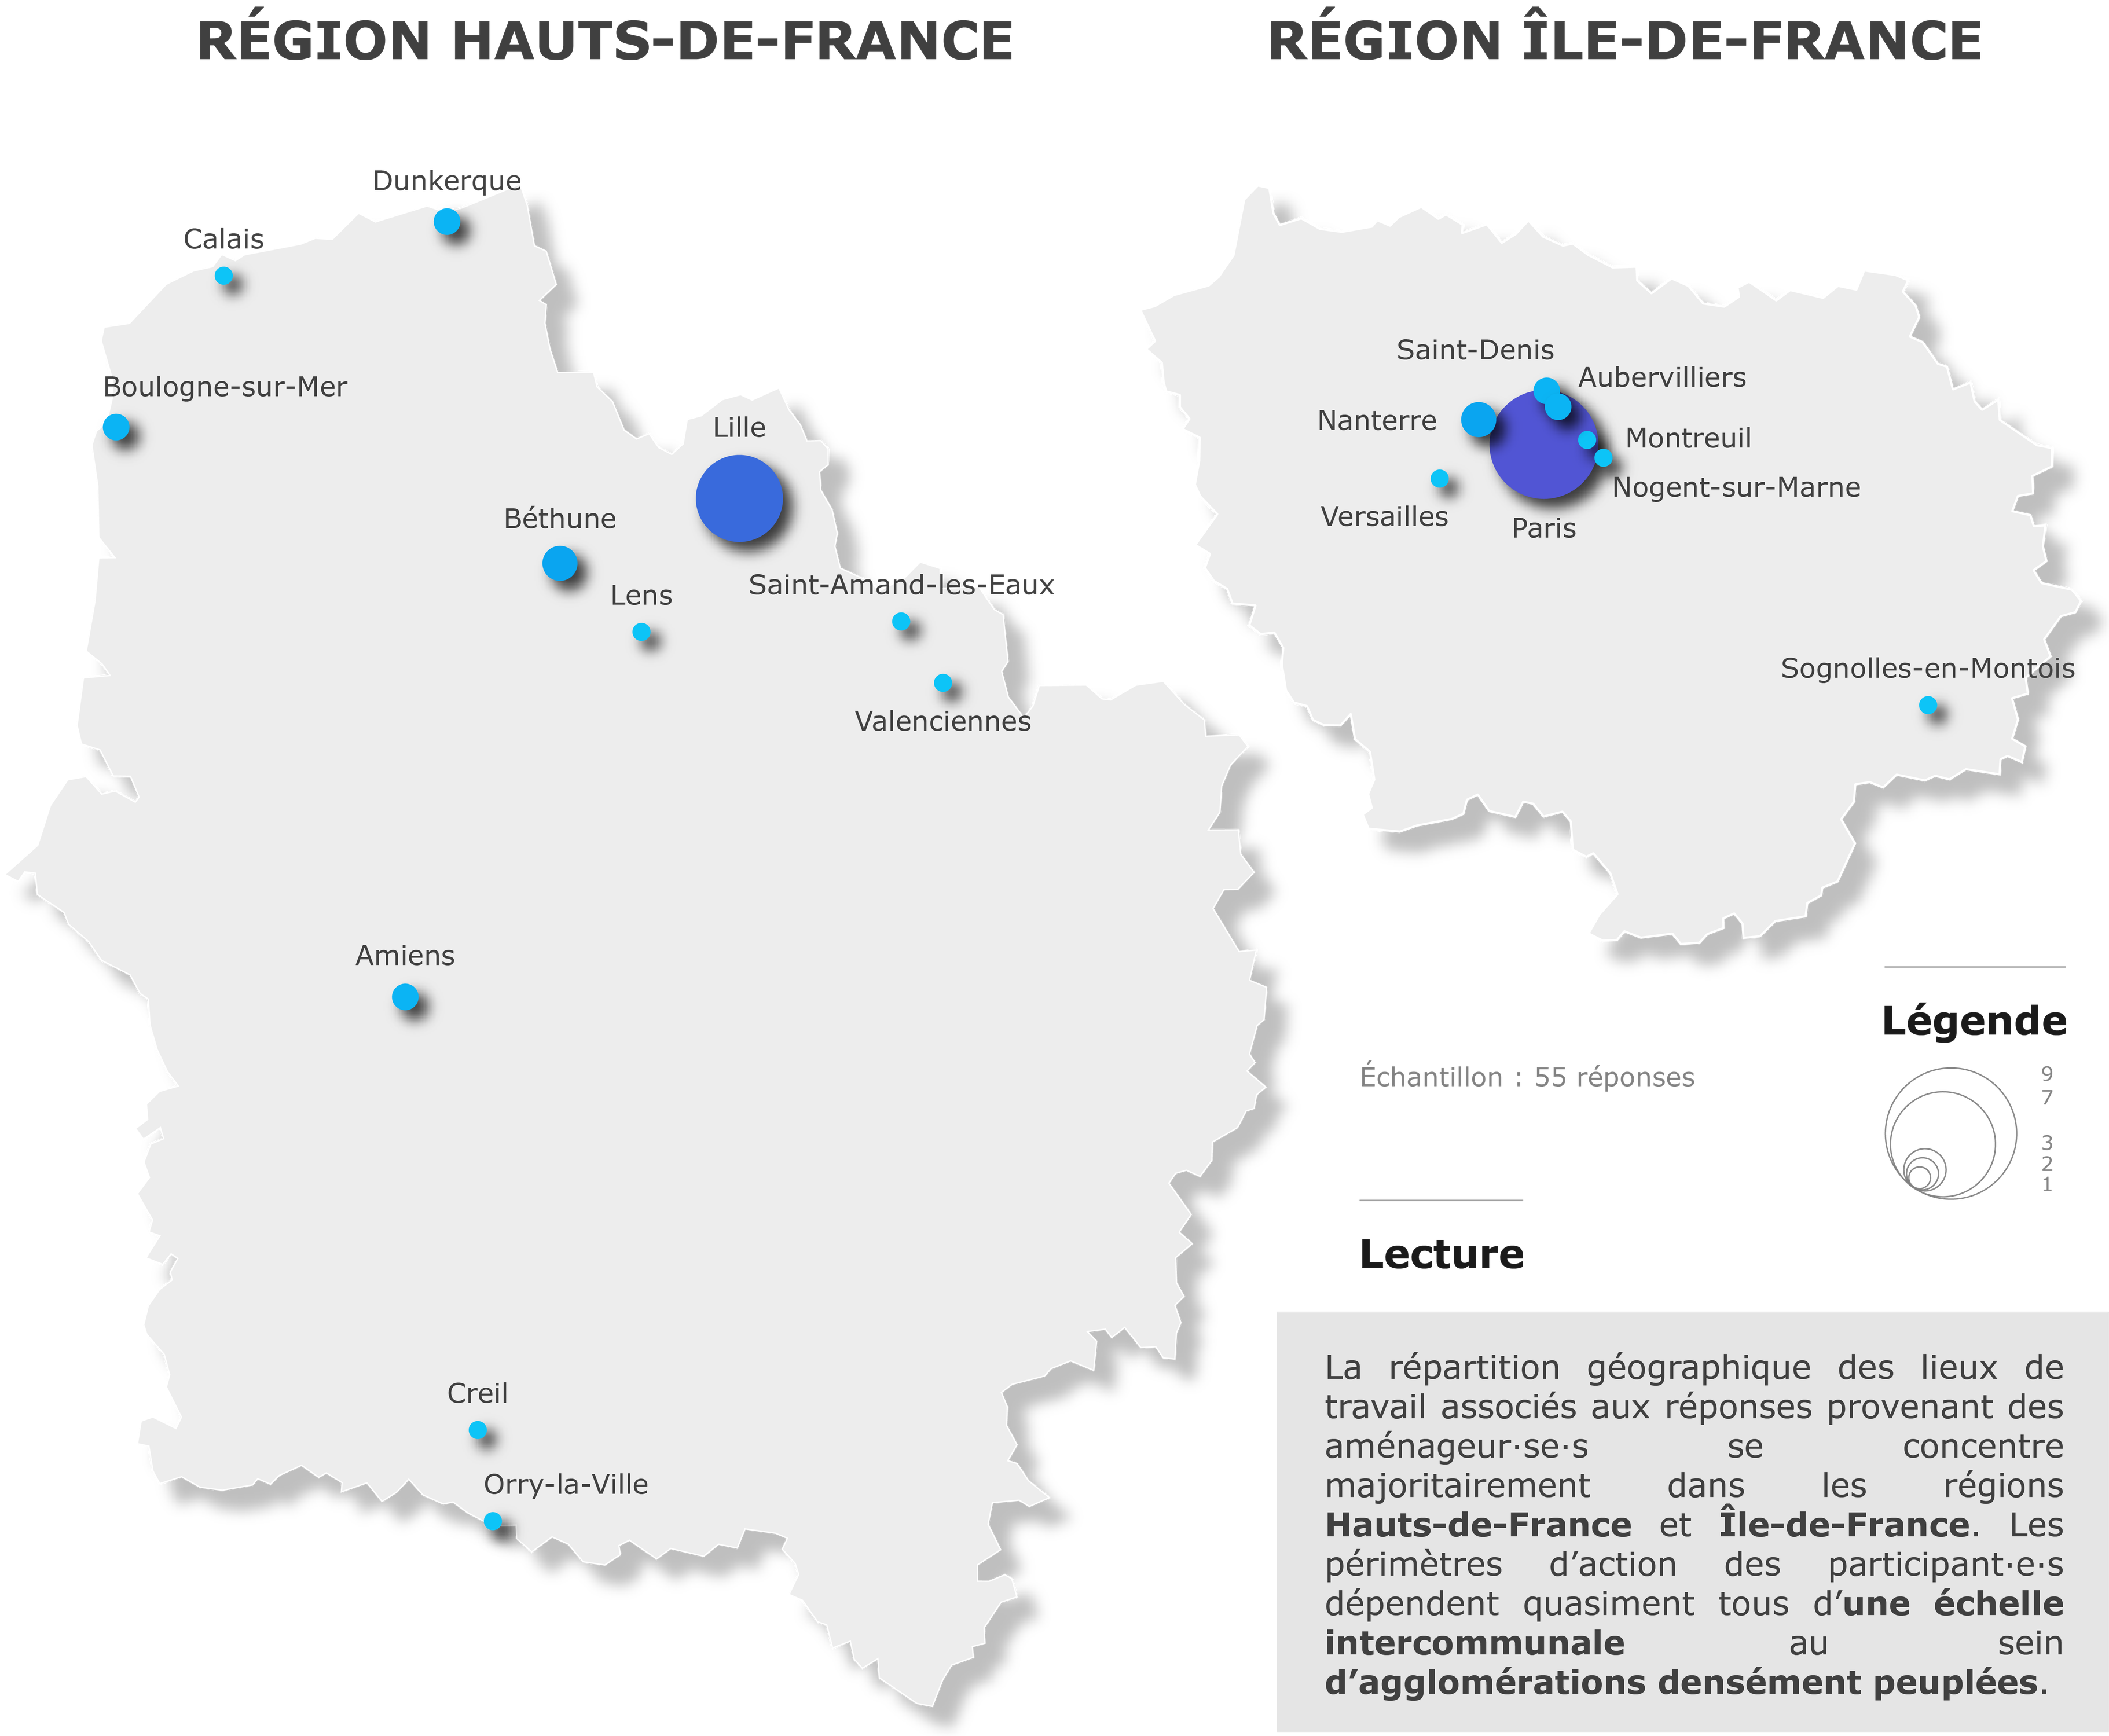 RÉGION HAUTS-DE-FRANCE
RÉGION ÎLE-DE-FRANCE
Dunkerque
Calais
Boulogne-sur-Mer
Lille
Béthune
Lens
Saint-Amand-les-Eaux
Valenciennes
Amiens
Creil
Orry-la-Ville
Saint-Denis
Aubervilliers
Nanterre
Montreuil
Nogent-sur-Marne
Versailles
Paris
Sognolles-en-Montois
Légende
9
7
3
2
1
Échantillon : 55 réponses
Lecture
La répartition géographique des lieux de
travail associés aux réponses provenant des
aménageur·se·s se concentre
majoritairement dans les régions
Hauts-de-France et Île-de-France. Les
périmètres d’action des participant·e·s
dépendent quasiment tous d’une échelle
intercommunale au sein
d’agglomérations densément peuplées.